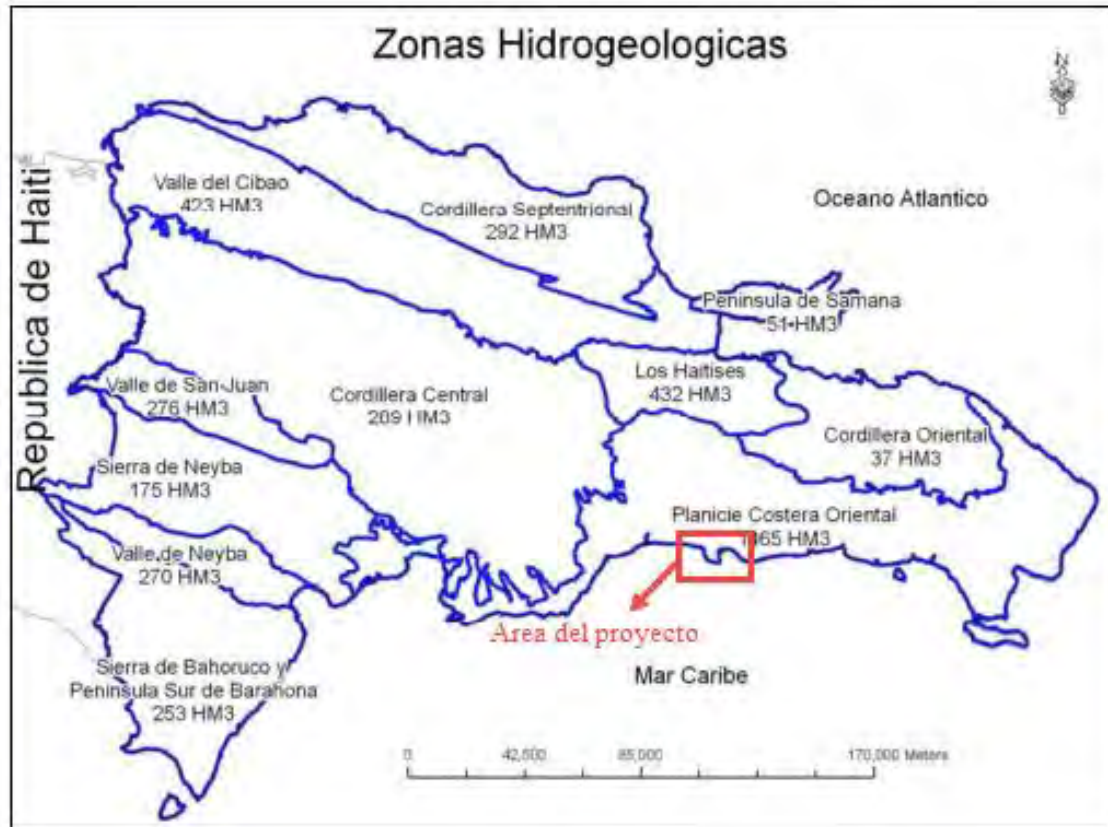 Zonas Hidrogeologicas
N
Republica de Haiti
Valle del Cibao
423 HM3
Cordillera Septentrional
292 HM3
Oceano Atlantico
Peninsula de Samana
51 HM3
Los Haitises
432 HM3
Valle de San Juan
276 HM3
Cordillera Central
Cordillera Oriental
37 HM3
Sierra de Neyba
175 HM3
Planicie Costera Oriental
HM3
Valle de Neyba
270 HM3
Area del proyecto
Mar Caribe
Sierra de Bahoruco y
Peninsula Sur de Barahona
253 HM3
0 42,500 85,000 170,000 Meters